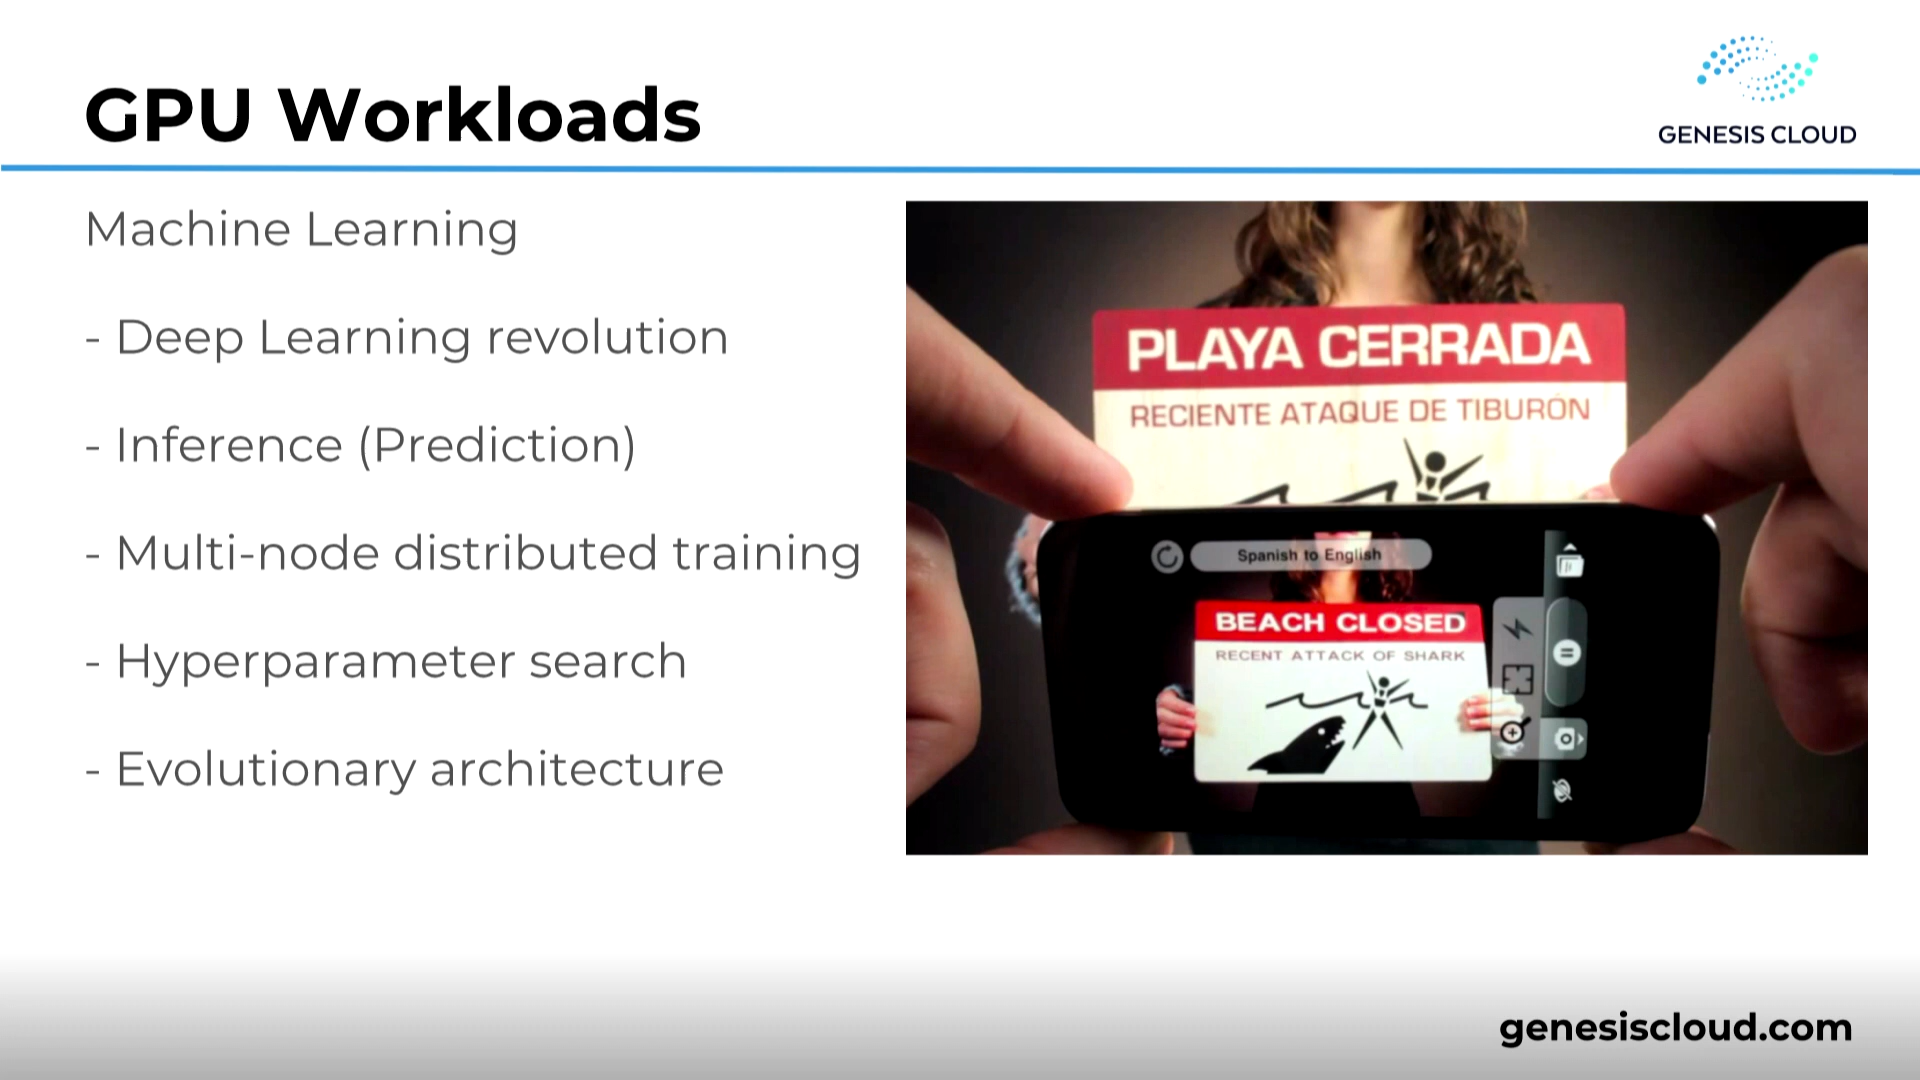 GPU Workloads
GENESIS CLOUD
Machine Learning
- Deep Learning revolution
- Inference (Prediction)
- Multi-node distributed training
- Hyperparameter search
- Evolutionary architecture
PLAYA CERRADA
RECIENTE ATAQUE DE TIBURÓN
Spanish to English
BEACH CLOSED
RECENT ATTACK OF SHARK
genesiscloud.com